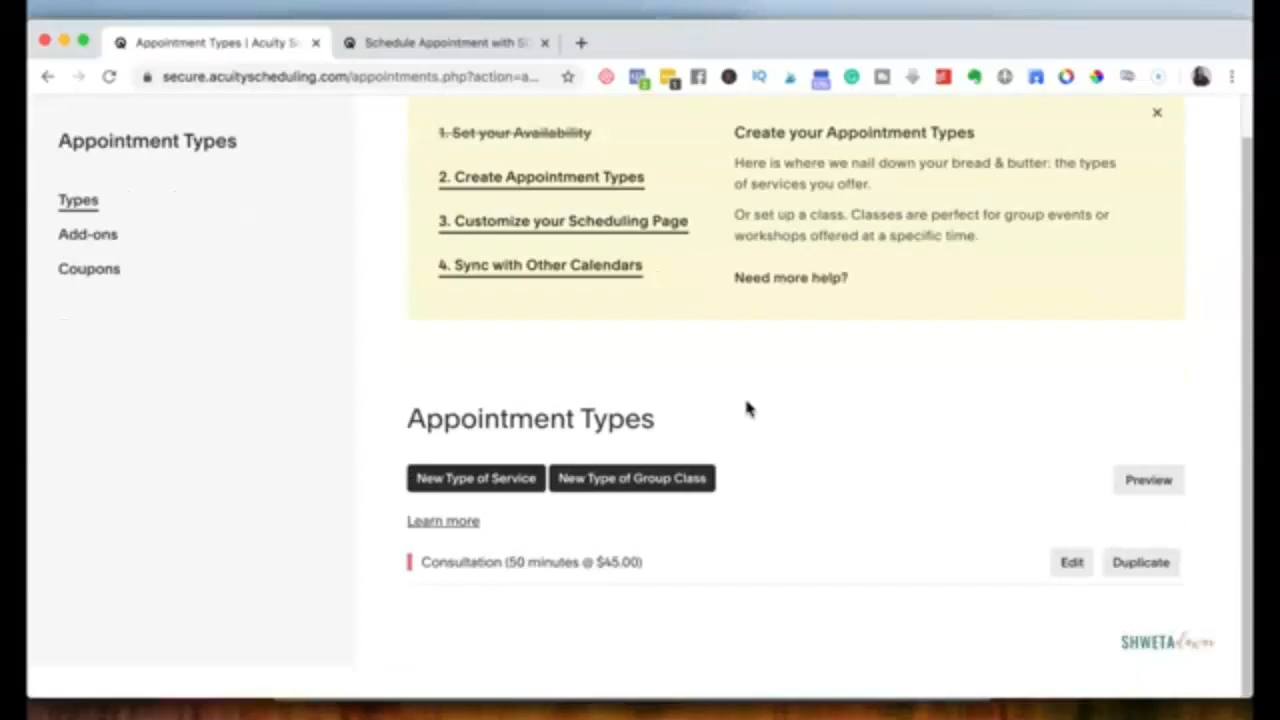 Appointment Types | Acuity Sc
Schedule Appointment with S
secure.acuityscheduling.com/appointments.php?action=a...
Appointment Types
Types
Add-ons
Coupons
1. Set your Availability
2. Create Appointment Types
3. Customize your Scheduling Page
4. Sync with Other Calendars
Create your Appointment Types
Here is where we nail down your bread & butter: the types
of services you offer.
Or set up a class. Classes are perfect for group events or
workshops offered at a specific time.
Need more help?
Appointment Types
New Type of Service
New Type of Group Class
Preview
Learn more
Consultation (50 minutes @ $45.00)
Edit
Duplicate
SHWETA